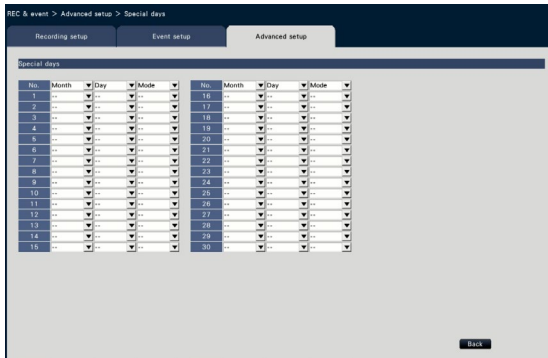 REC & event > Advanced setup > Special days
Recording setup Event setup Advanced setup
Special days
No. Month Day Mode No. Month Day Mode
1 -- -- -- 16 -- -- --
2 -- -- -- 17 -- -- --
3 -- -- -- 18 -- -- --
4 -- -- -- 19 -- -- --
5 -- -- -- 20 -- -- --
6 -- -- -- 21 -- -- --
7 -- -- -- 22 -- -- --
8 -- -- -- 23 -- -- --
9 -- -- -- 24 -- -- --
10 -- -- -- 25 -- -- --
11 -- -- -- 26 -- -- --
12 -- -- -- 27 -- -- --
13 -- -- -- 28 -- -- --
14 -- -- -- 29 -- -- --
15 -- -- -- 30 -- -- --
Back